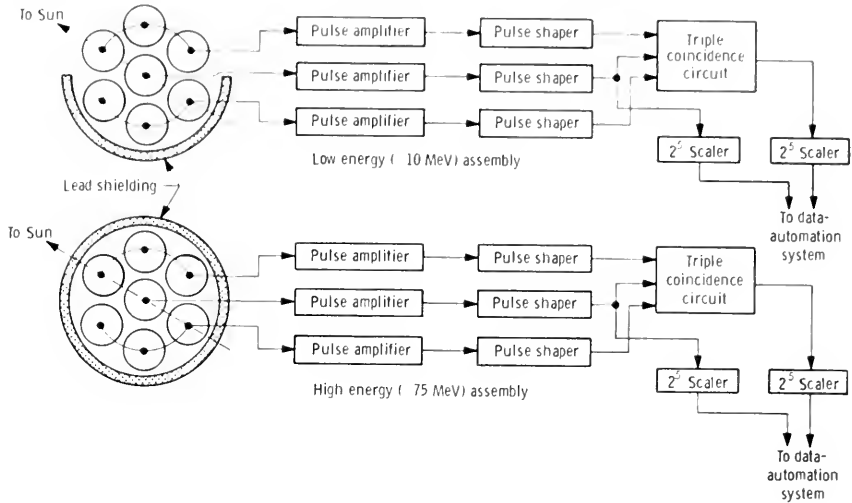 To Sun
Pulse amplifier
Pulse shaper
Triple
coincidence
circuit
Pulse amplifier
Pulse shaper
Pulse amplifier
Pulse shaper
2⁵ Scaler
2⁵ Scaler
Low energy ( 10 MeV) assembly
Lead shielding
To data-
automation
system
To Sun
Pulse amplifier
Pulse shaper
Triple
coincidence
circuit
Pulse amplifier
Pulse shaper
Pulse amplifier
Pulse shaper
2⁵ Scaler
2⁵ Scaler
High energy ( 75 MeV) assembly
To data-
automation
system